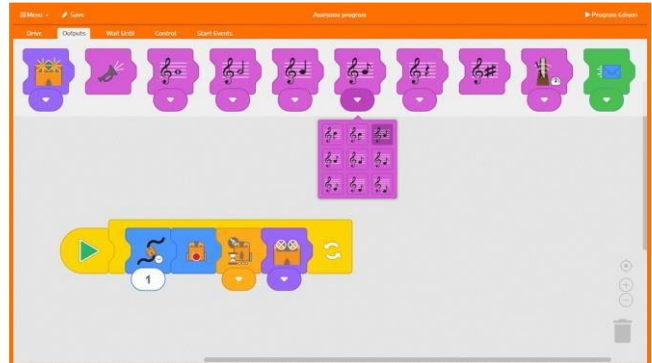 Menu
Save
Awesome program
Program Edison
Drive
Outputs
Wait Until
Control
Start Events
1